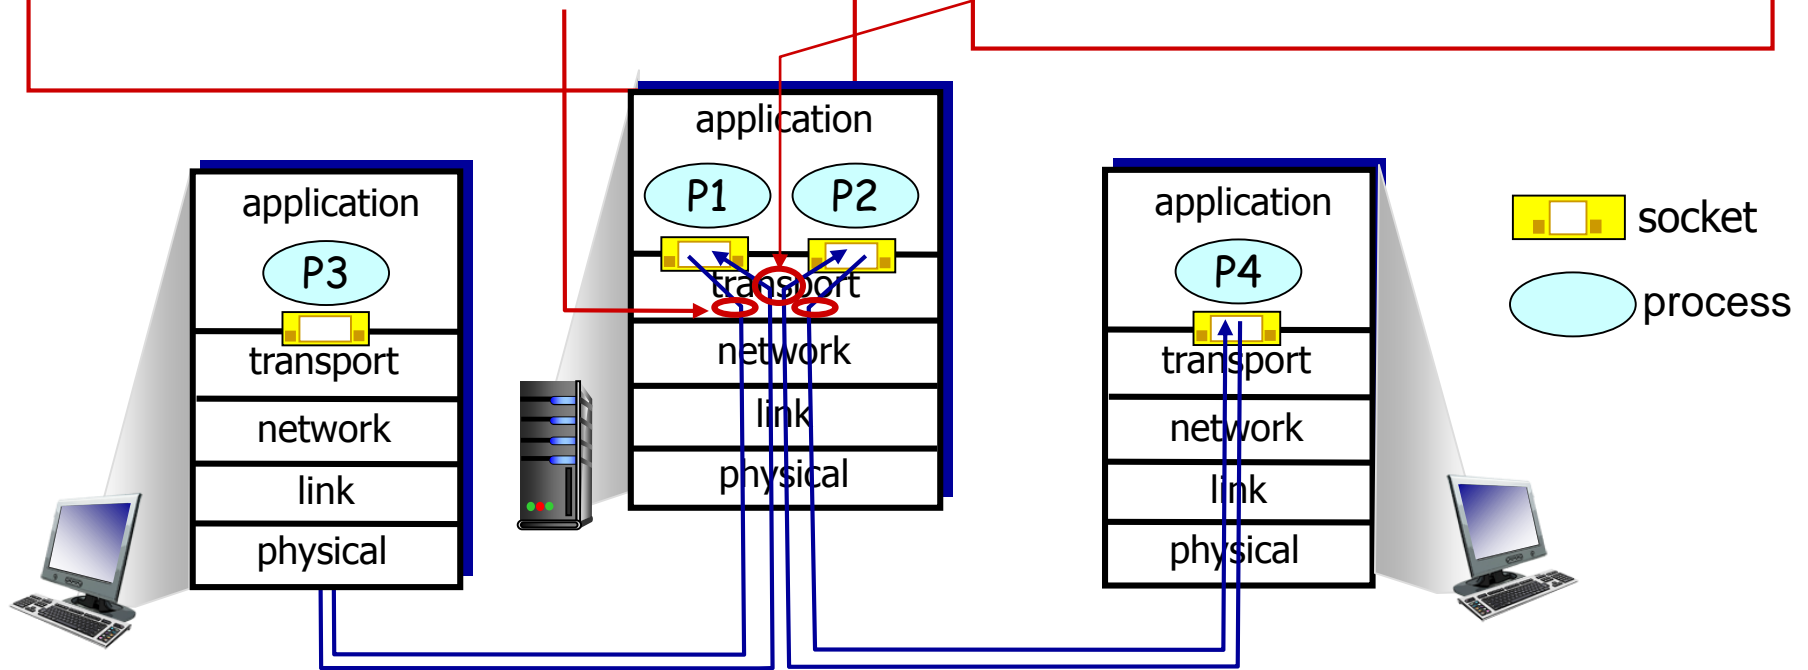 application
P3
transport
network
link
physical
application
P1 P2
transport
network
link
physical
application
P4
transport
network
link
physical
socket
process